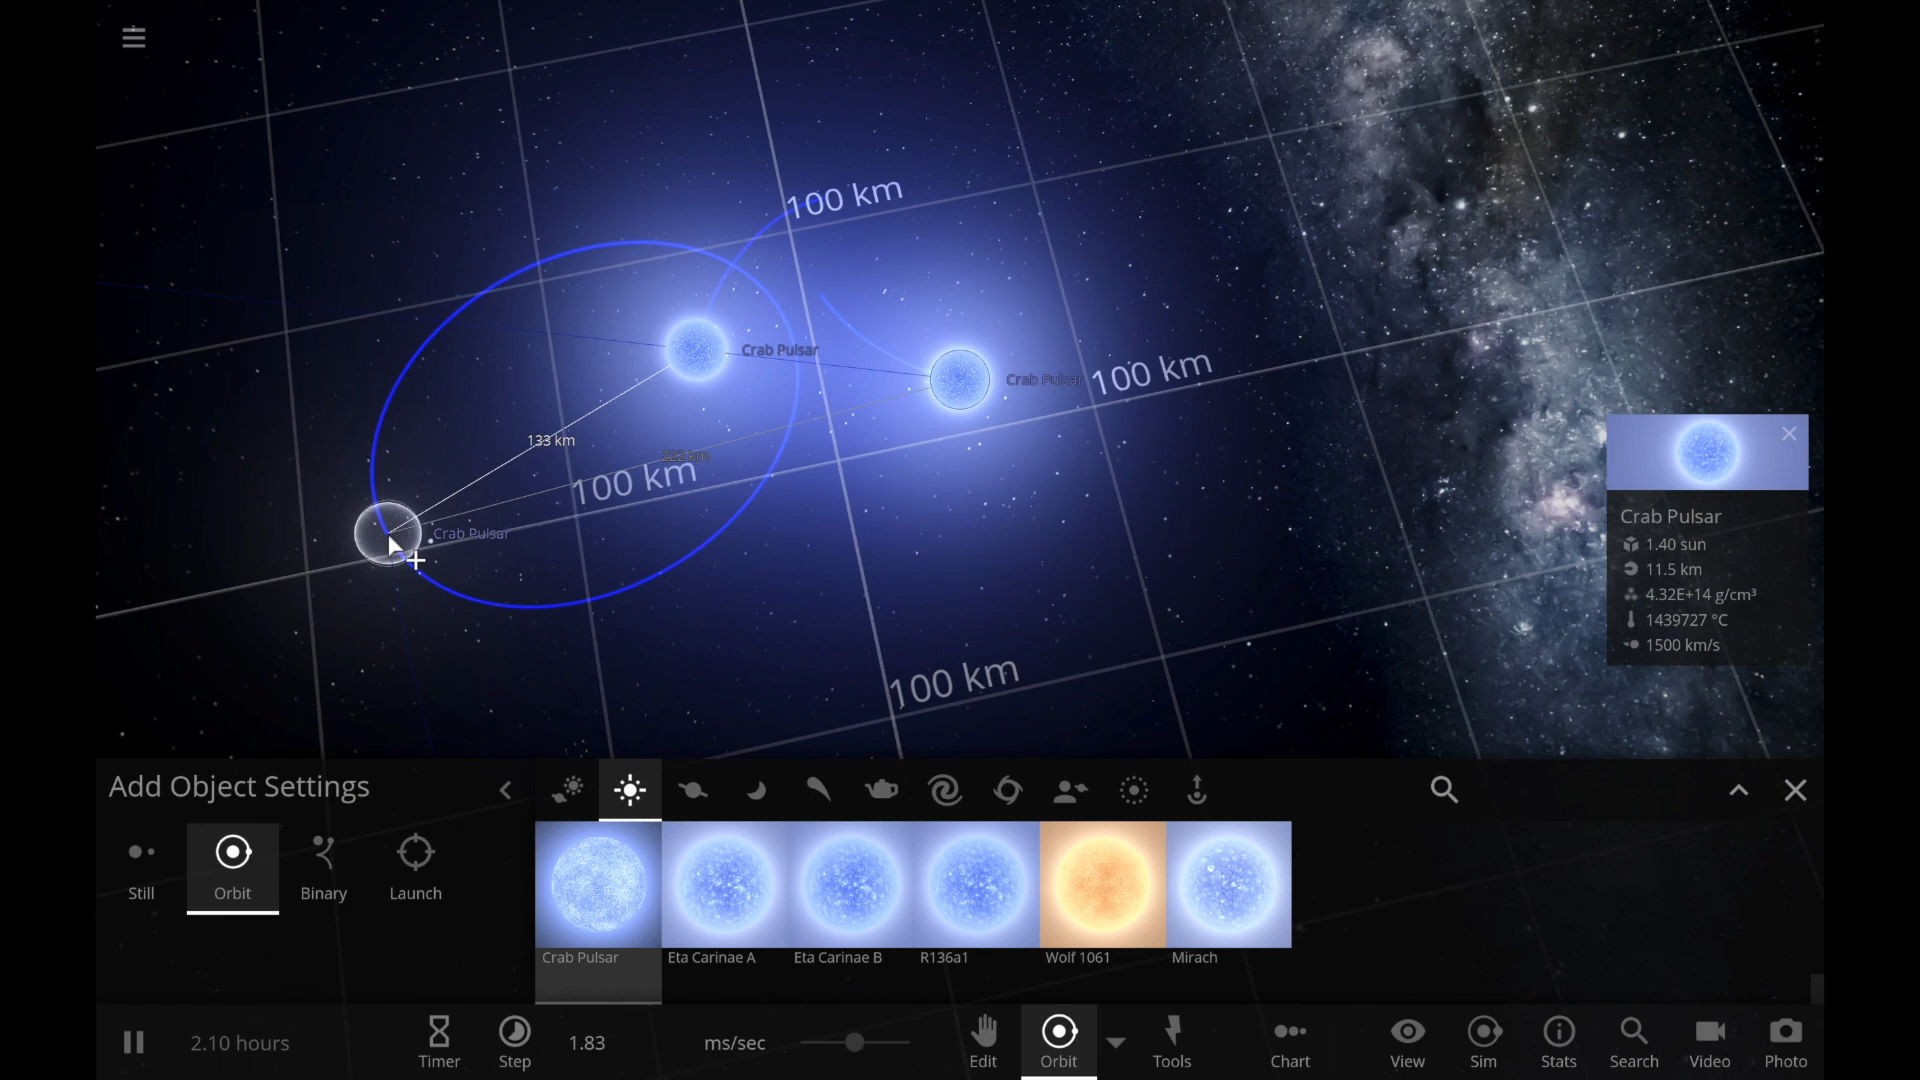 100 km
Crab Pulsar
Crab Pulsar
100 km
133 km
222 km
100 km
Crab Pulsar
100 km
Crab Pulsar
1.40 sun
11.5 km
4.32E+14 g/cm³
1439727 °C
1500 km/s
Add Object Settings
Still
Orbit
Binary
Launch
Crab Pulsar
Eta Carinae A
Eta Carinae B
R136a1
Wolf 1061
Mirach
2.10 hours
Timer
Step
1.83
ms/sec
Edit
Orbit
Tools
Chart
View
Sim
Stats
Search
Video
Photo